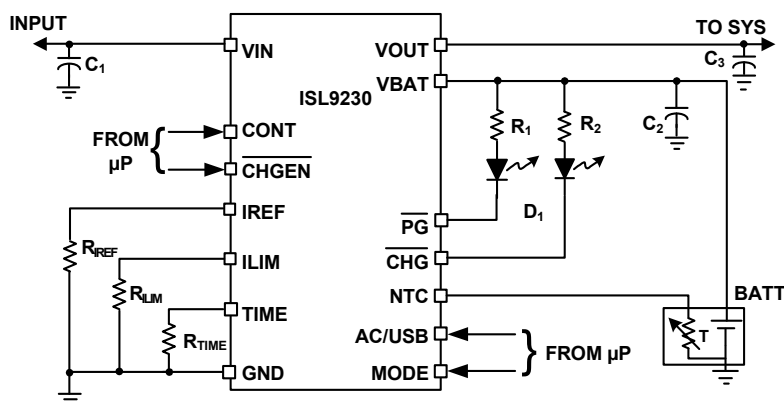 INPUT
TO SYS
VIN
VOUT
C1
C3
VBAT
ISL9230
R1
R2
C2
FROM
µP
CONT
CHGEN
IREF
D1
PG
RIREF
ILIM
CHG
RILIM
NTC
BATT
TIME
RTIME
AC/USB
T
FROM µP
GND
MODE